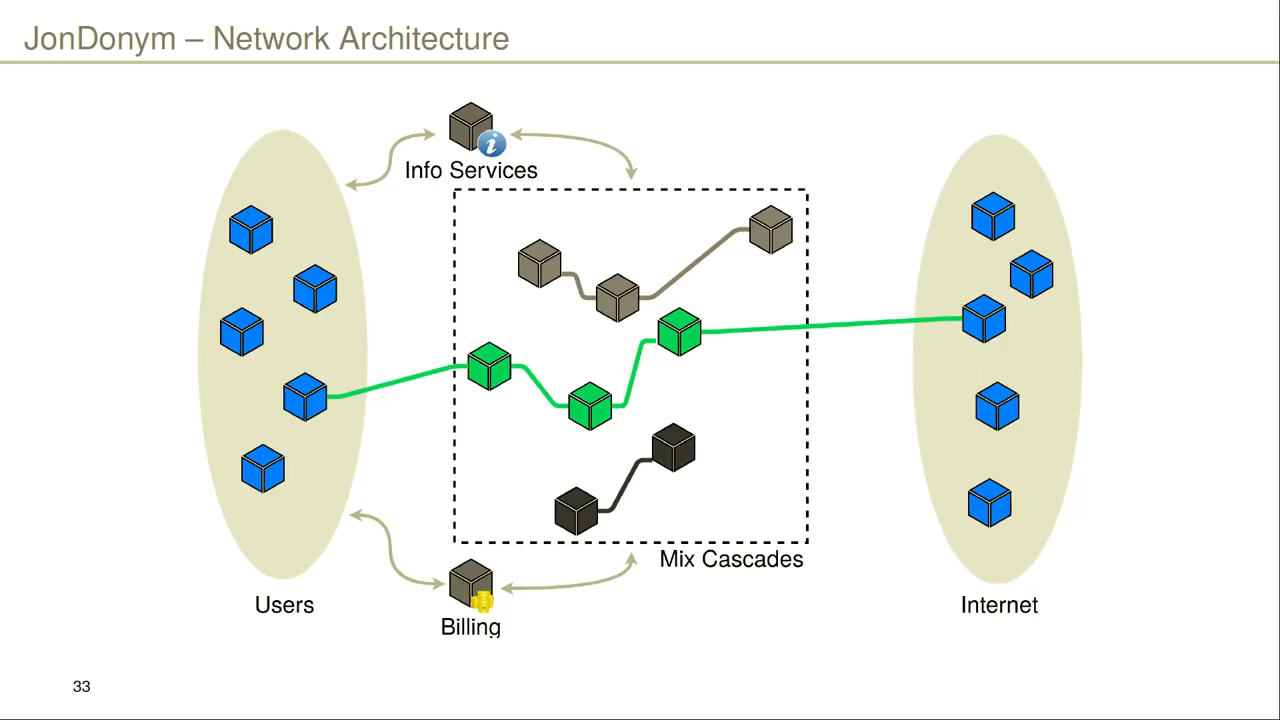 JonDonym – Network Architecture
i
Info Services
Mix Cascades
Users
Internet
Billing
33